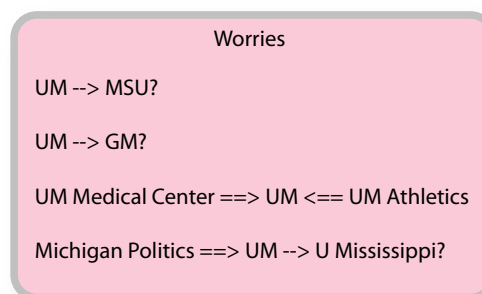 Worries
UM --> MSU?
UM --> GM?
UM Medical Center ==> UM <== UM Athletics
Michigan Politics ==> UM --> U Mississippi?